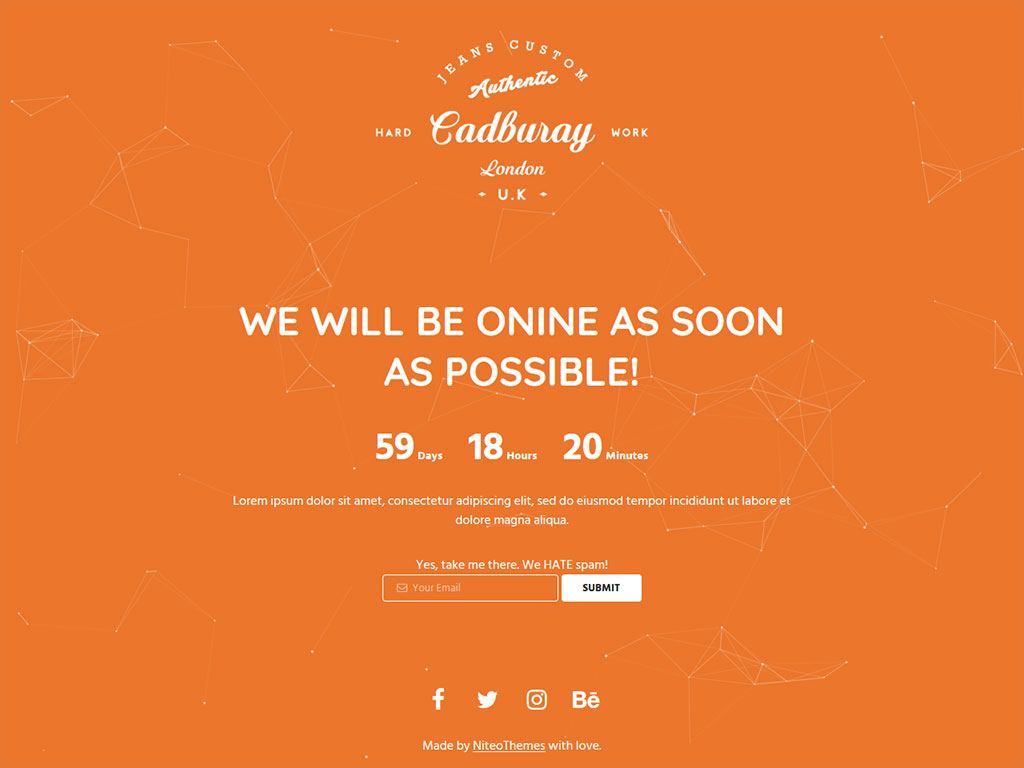 JEANS CUSTOM
Authentic
HARD Cadburay WORK
London
U.K
WE WILL BE ONINE AS SOON
AS POSSIBLE!
59 Days 18 Hours 20 Minutes
Lorem ipsum dolor sit amet, consectetur adipiscing elit, sed do eiusmod tempor incididunt ut labore et
dolore magna aliqua.
Yes, take me there. We HATE spam!
Your Email SUBMIT
Bē
Made by NiteoThemes with love.